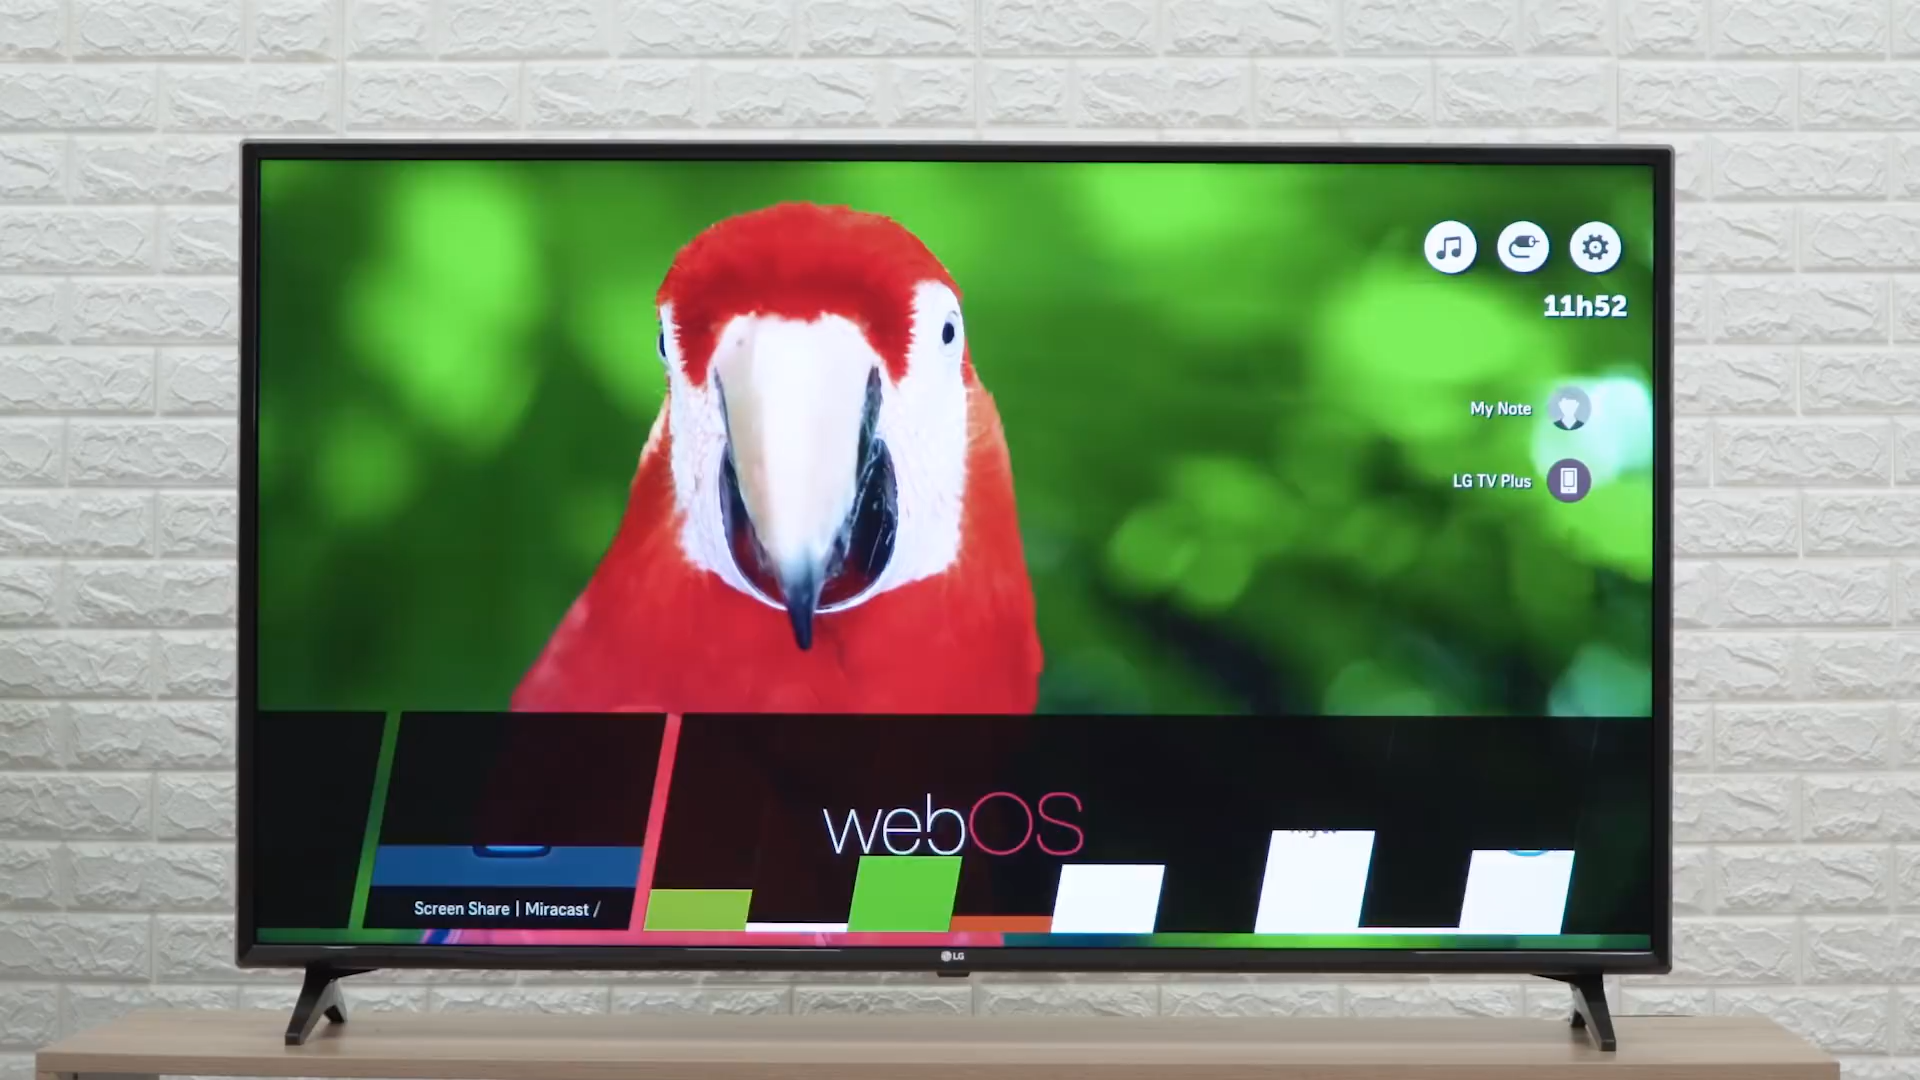 11h52
My Note
LG TV Plus
webOS
Screen Share | Miracast /
LG